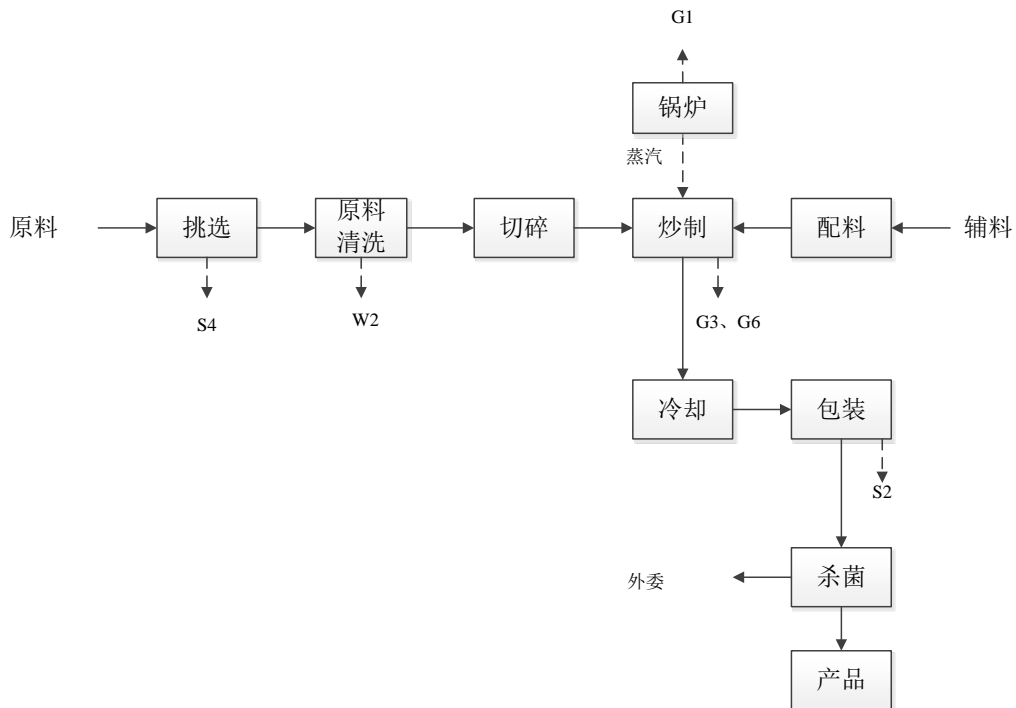 G1
锅炉
蒸汽
原料
挑选
原料
清洗
切碎
炒制
配料
辅料
S4
W2
G3、G6
冷却
包装
S2
外委
杀菌
产品